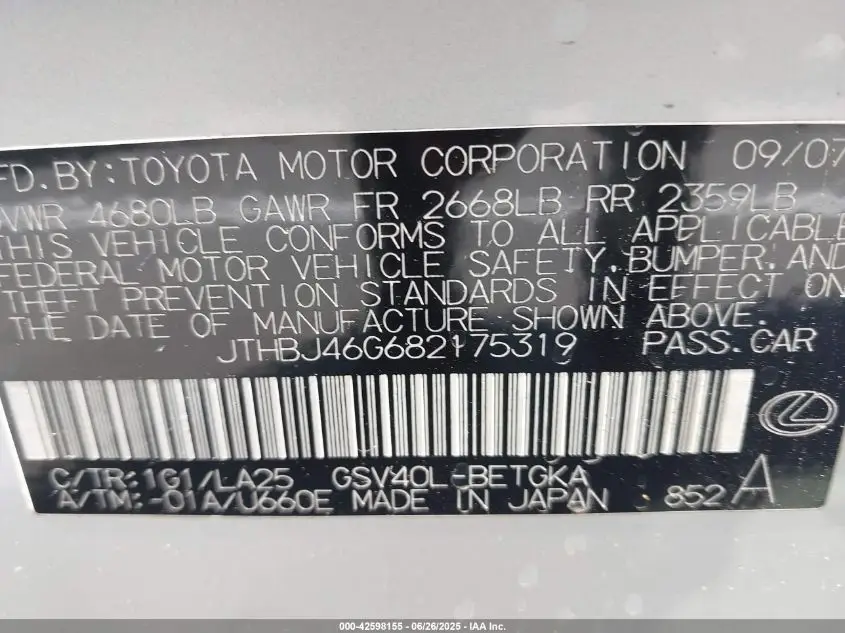 FD. BY: TOYOTA MOTOR CORPORATION 09/07
VWR 4680LB GAWR FR 2668LB RR 2359LB
THIS VEHICLE CONFORMS TO ALL APPLICABLE
FEDERAL MOTOR VEHICLE SAFETY, BUMPER, AND
THEFT PREVENTION STANDARDS IN EFFECT ON
THE DATE OF MANUFACTURE SHOWN ABOVE.
JTHBJ46G682175319 PASS. CAR
C/TR: 1G1/LA25 GSV40L-BETGKA
A/TM: -01A/U660E MADE IN JAPAN 852 A
000-42598155 - 06/26/2025 - IAA Inc.